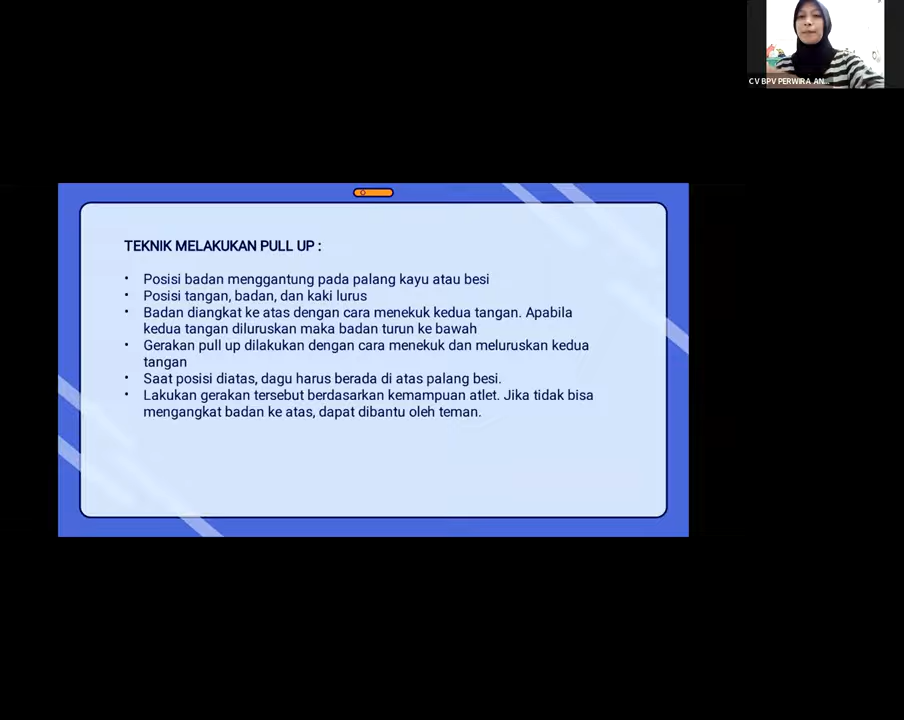 CV BPV PERWIRA AN...
TEKNIK MELAKUKAN PULL UP :
• Posisi badan menggantung pada palang kayu atau besi
• Posisi tangan, badan, dan kaki lurus
• Badan diangkat ke atas dengan cara menekuk kedua tangan. Apabila
kedua tangan diluruskan maka badan turun ke bawah
• Gerakan pull up dilakukan dengan cara menekuk dan meluruskan kedua
tangan
• Saat posisi diatas, dagu harus berada di atas palang besi.
• Lakukan gerakan tersebut berdasarkan kemampuan atlet. Jika tidak bisa
mengangkat badan ke atas, dapat dibantu oleh teman.